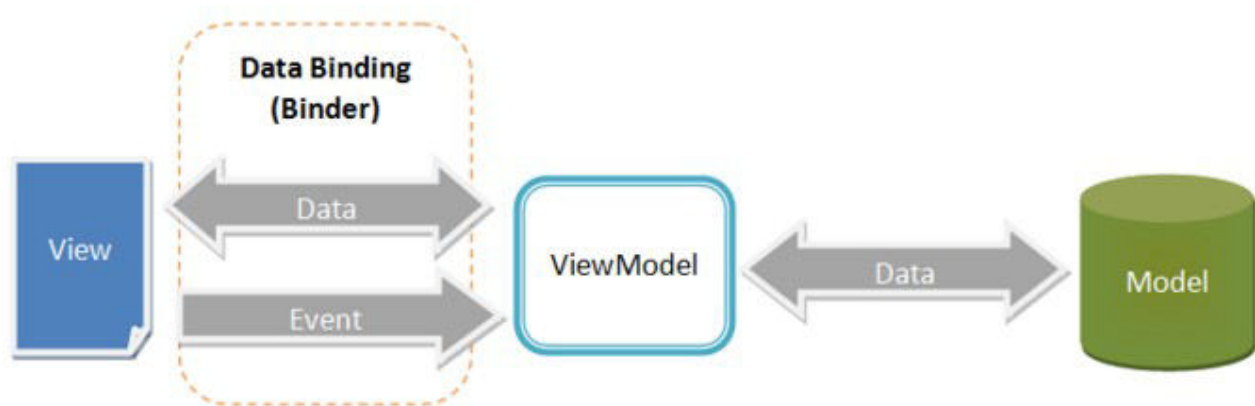 Data Binding
(Binder)
View
Data
Event
ViewModel
Data
Model